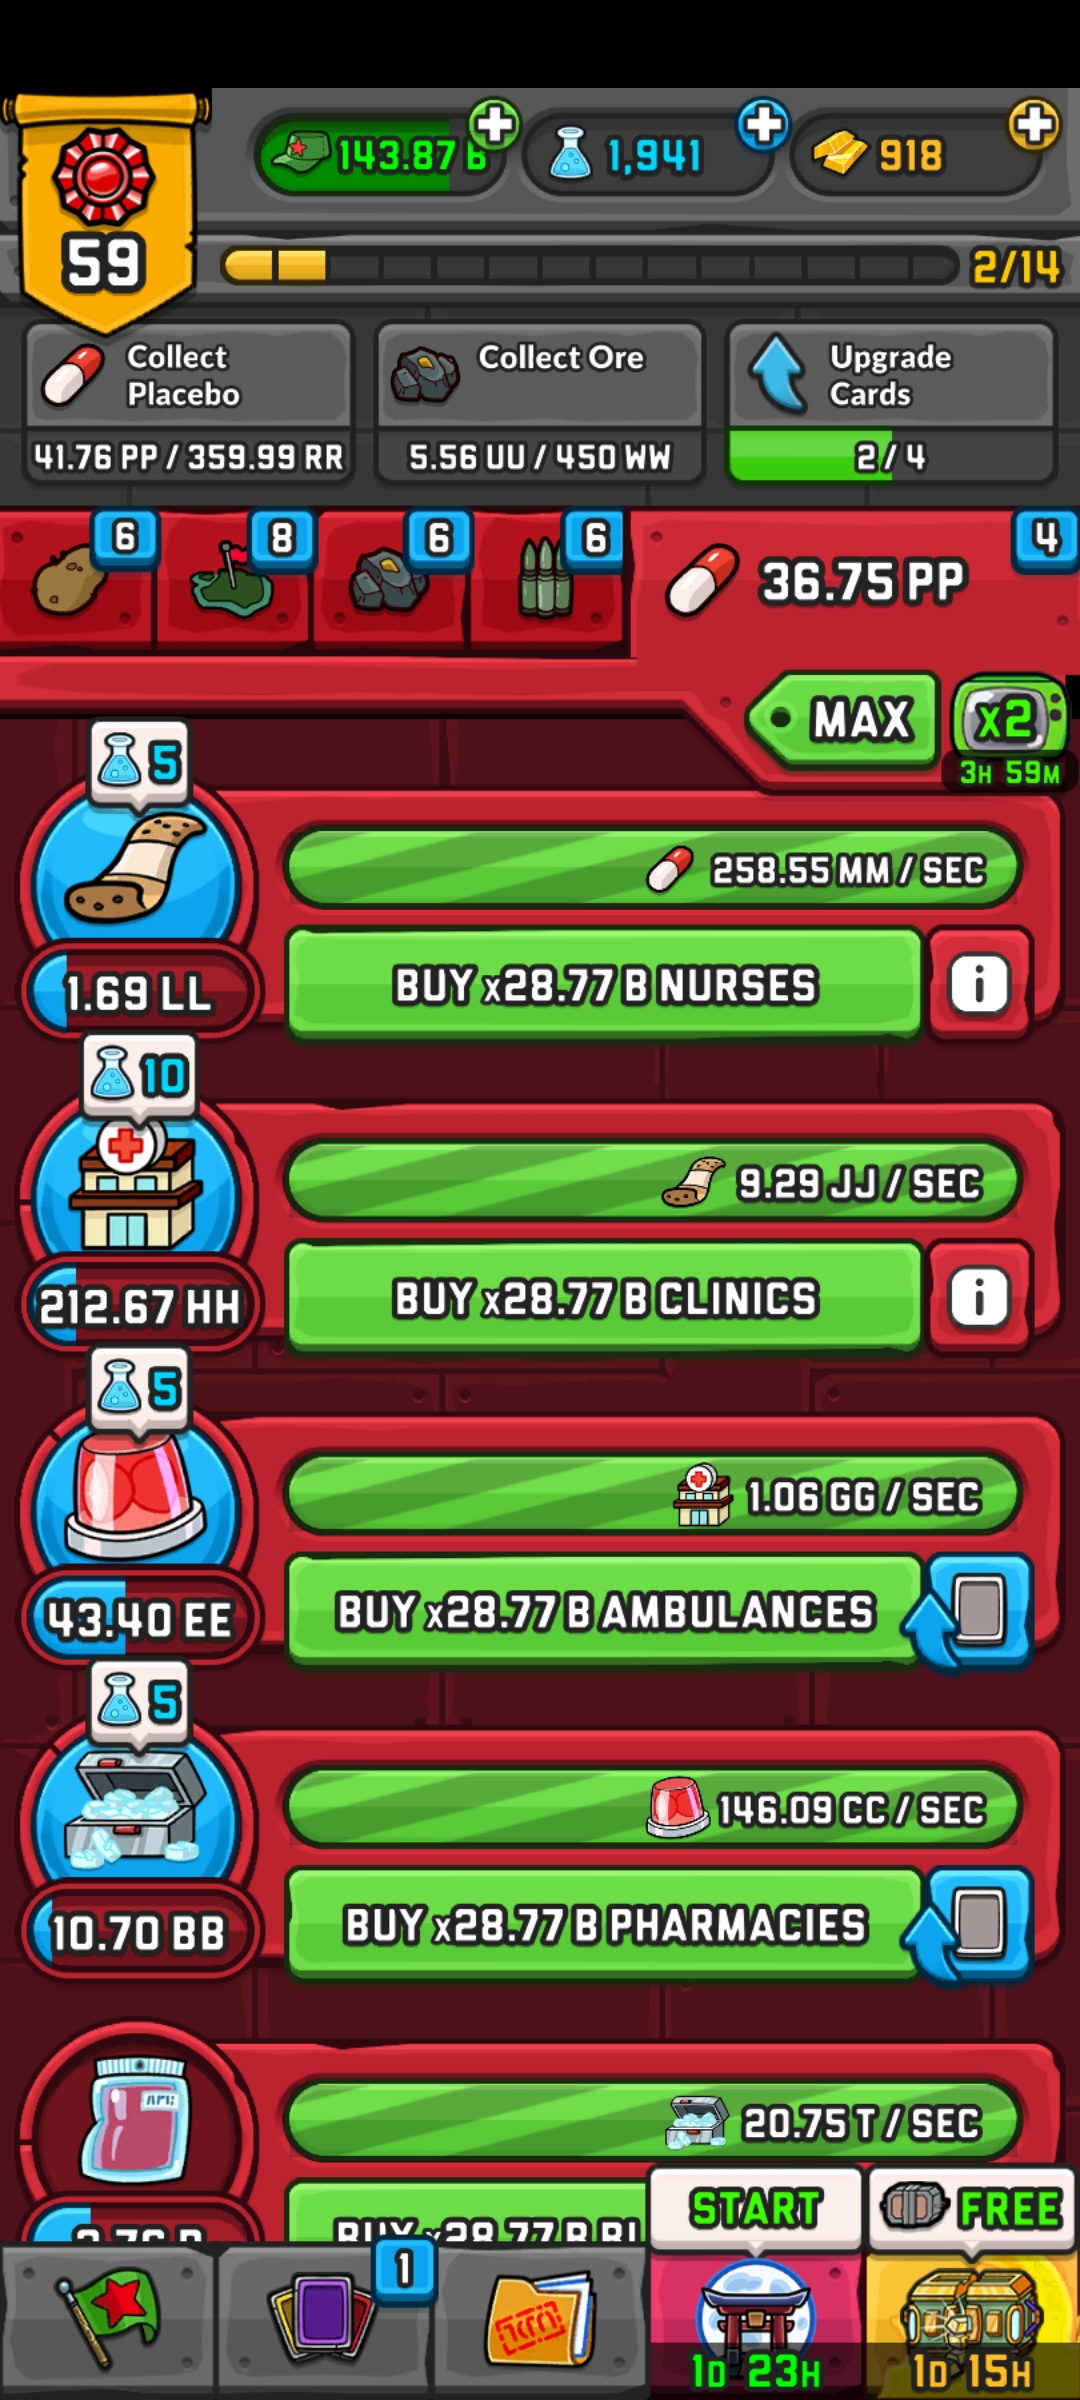 59
143.87 B
1,941
918
2/14
Collect
Placebo
41.76 PP / 359.99 RR
Collect Ore
5.56 UU / 450 WW
Upgrade
Cards
2 / 4
6
8
6
6
4
36.75 PP
MAX
x2
3H 59M
5
258.55 MM / SEC
1.69 LL
BUY x28.77 B NURSES
i
10
9.29 JJ / SEC
212.67 HH
BUY x28.77 B CLINICS
i
5
1.06 GG / SEC
43.40 EE
BUY x28.77 B AMBULANCES
5
146.09 CC / SEC
10.70 BB
BUY x28.77 B PHARMACIES
20.75 T / SEC
BUY x28.77 B
START
FREE
1
1D 23H
1D 15H